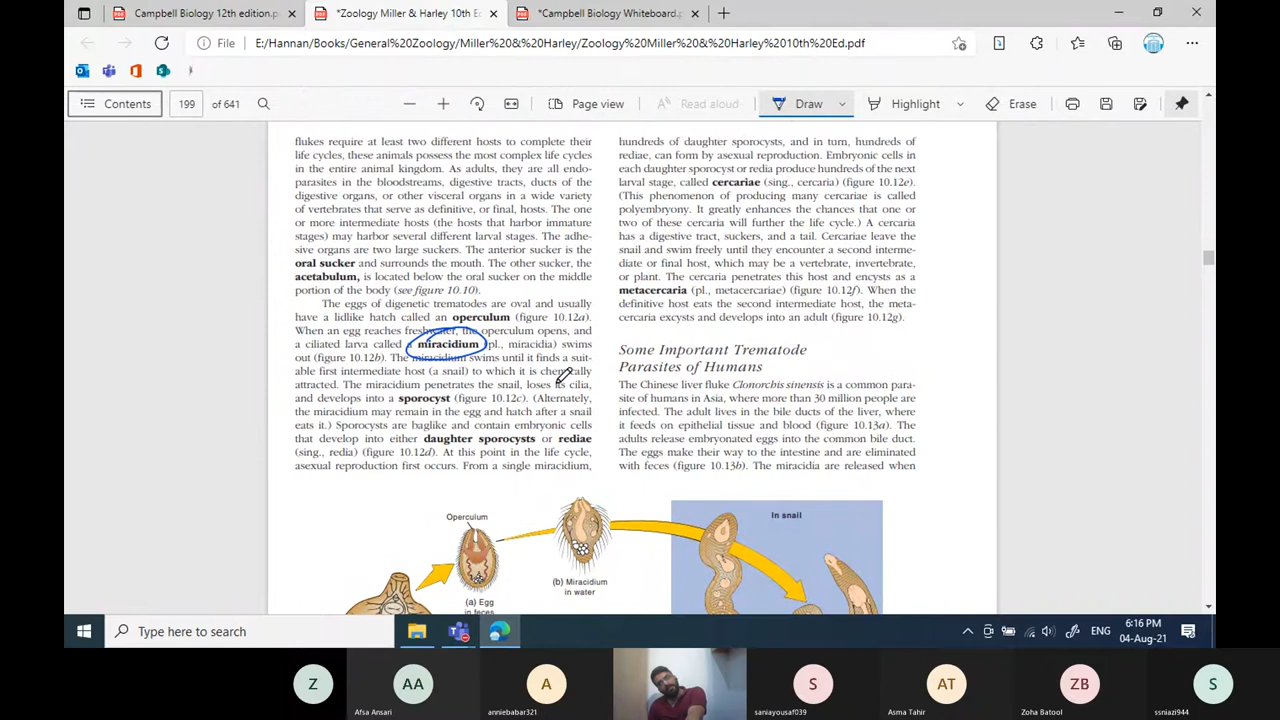 Campbell Biology 12th edition.p
*Zoology Miller & Harley 10th Ed
*Campbell Biology Whiteboard.p
File
E:/Hannan/Books/General%20Zoology/Miller%20&%20Harley/Zoology%20Miller%20&%20Harley%2010th%20Ed.pdf
Contents
199 of 641
Page view
Read aloud
Draw
Highlight
Erase
flukes require at least two different hosts to complete their
life cycles, these animals possess the most complex life cycles
in the entire animal kingdom. As adults, they are all endo-
parasites in the bloodstreams, digestive tracts, ducts of the
digestive organs, or other visceral organs in a wide variety
of vertebrates that serve as definitive, or final, hosts. The one
or more intermediate hosts (the hosts that harbor immature
stages) may harbor several different larval stages. The adhe-
sive organs are two large suckers. The anterior sucker is the
oral sucker and surrounds the mouth. The other sucker, the
acetabulum, is located below the oral sucker on the middle
portion of the body (see figure 10.10).
The eggs of digenetic trematodes are oval and usually
have a lidlike hatch called an operculum (figure 10.12a).
When an egg reaches freshwater, the operculum opens, and
a ciliated larva called a miracidium (pl., miracidia) swims
out (figure 10.12b). The miracidium swims until it finds a suit-
able first intermediate host (a snail) to which it is chemically
attracted. The miracidium penetrates the snail, loses its cilia,
and develops into a sporocyst (figure 10.12c). (Alternately,
the miracidium may remain in the egg and hatch after a snail
eats it.) Sporocysts are baglike and contain embryonic cells
that develop into either daughter sporocysts or rediae
(sing., redia) (figure 10.12d). At this point in the life cycle,
asexual reproduction first occurs. From a single miracidium,
hundreds of daughter sporocysts, and in turn, hundreds of
rediae, can form by asexual reproduction. Embryonic cells in
each daughter sporocyst or redia produce hundreds of the next
larval stage, called cercariae (sing., cercaria) (figure 10.12e).
(This phenomenon of producing many cercariae is called
polyembryony. It greatly enhances the chances that one or
two of these cercaria will further the life cycle.) A cercaria
has a digestive tract, suckers, and a tail. Cercariae leave the
snail and swim freely until they encounter a second interme-
diate or final host, which may be a vertebrate, invertebrate,
or plant. The cercaria penetrates this host and encysts as a
metacercaria (pl., metacercariae) (figure 10.12f). When the
definitive host eats the second intermediate host, the meta-
cercaria excysts and develops into an adult (figure 10.12g).
Some Important Trematode
Parasites of Humans
The Chinese liver fluke Clonorchis sinensis is a common para-
site of humans in Asia, where more than 30 million people are
infected. The adult lives in the bile ducts of the liver, where
it feeds on epithelial tissue and blood (figure 10.13a). The
adults release embryonated eggs into the common bile duct.
The eggs make their way to the intestine and are eliminated
with feces (figure 10.13b). The miracidia are released when
Operculum
(a) Egg
in feces
(b) Miracidium
in water
In snail
Type here to search
ENG
6:16 PM
04-Aug-21
Z
AA
Afsa Ansari
A
anniebabar321
S
saniayousaf039
AT
Asma Tahir
ZB
Zoha Batool
S
ssniazi944